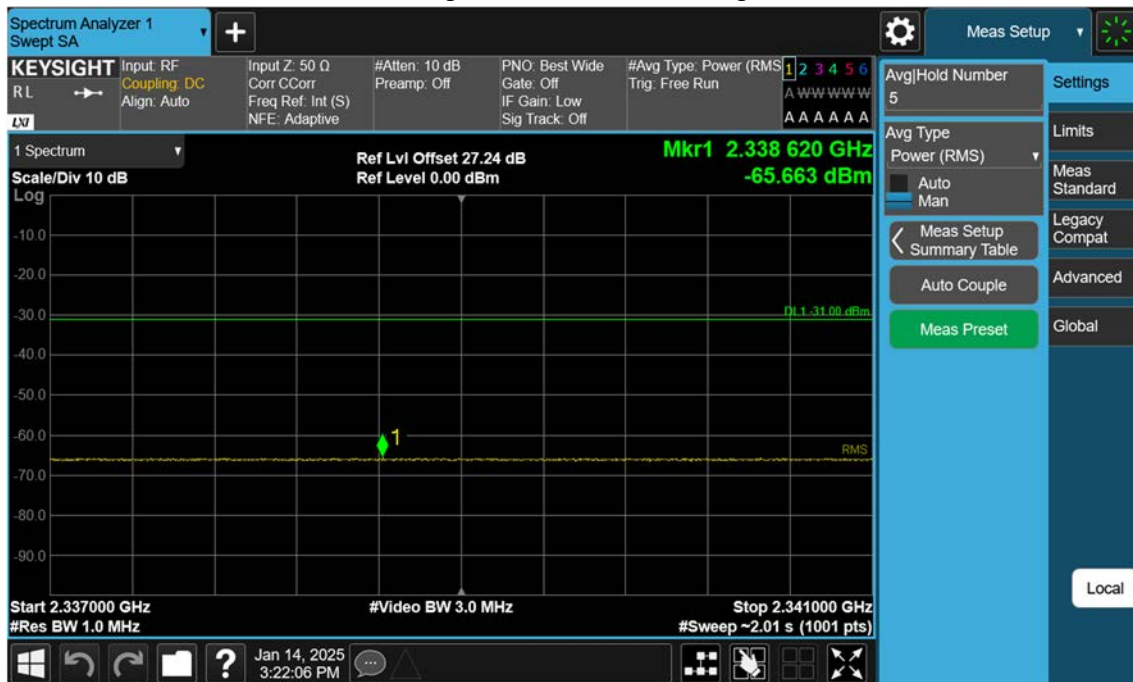 Spectrum Analyzer 1
Swept SA
+
Meas Setup
KEYSIGHT
RL
LXI
Input: RF
Coupling: DC
Align: Auto
Input Z: 50 Ω
Corr CCorr
Freq Ref: Int (S)
NFE: Adaptive
#Atten: 10 dB
Preamp: Off
PNO: Best Wide
Gate: Off
IF Gain: Low
Sig Track: Off
#Avg Type: Power (RMS
Trig: Free Run
1 2 3 4 5 6
A W W W W W
A A A A A A
1 Spectrum
Scale/Div 10 dB
Log
Ref Lvl Offset 27.24 dB
Ref Level 0.00 dBm
Mkr1 2.338 620 GHz
-65.663 dBm
-10.0
-20.0
-30.0
DL1 -31.00 dBm
-40.0
-50.0
-60.0
1
RMS
-70.0
-80.0
-90.0
Start 2.337000 GHz
#Res BW 1.0 MHz
#Video BW 3.0 MHz
Stop 2.341000 GHz
#Sweep ~2.01 s (1001 pts)
Avg|Hold Number
5
Avg Type
Power (RMS)
Auto
Man
Meas Setup
Summary Table
Auto Couple
Meas Preset
Settings
Limits
Meas
Standard
Legacy
Compat
Advanced
Global
Local
?
Jan 14, 2025
3:22:06 PM